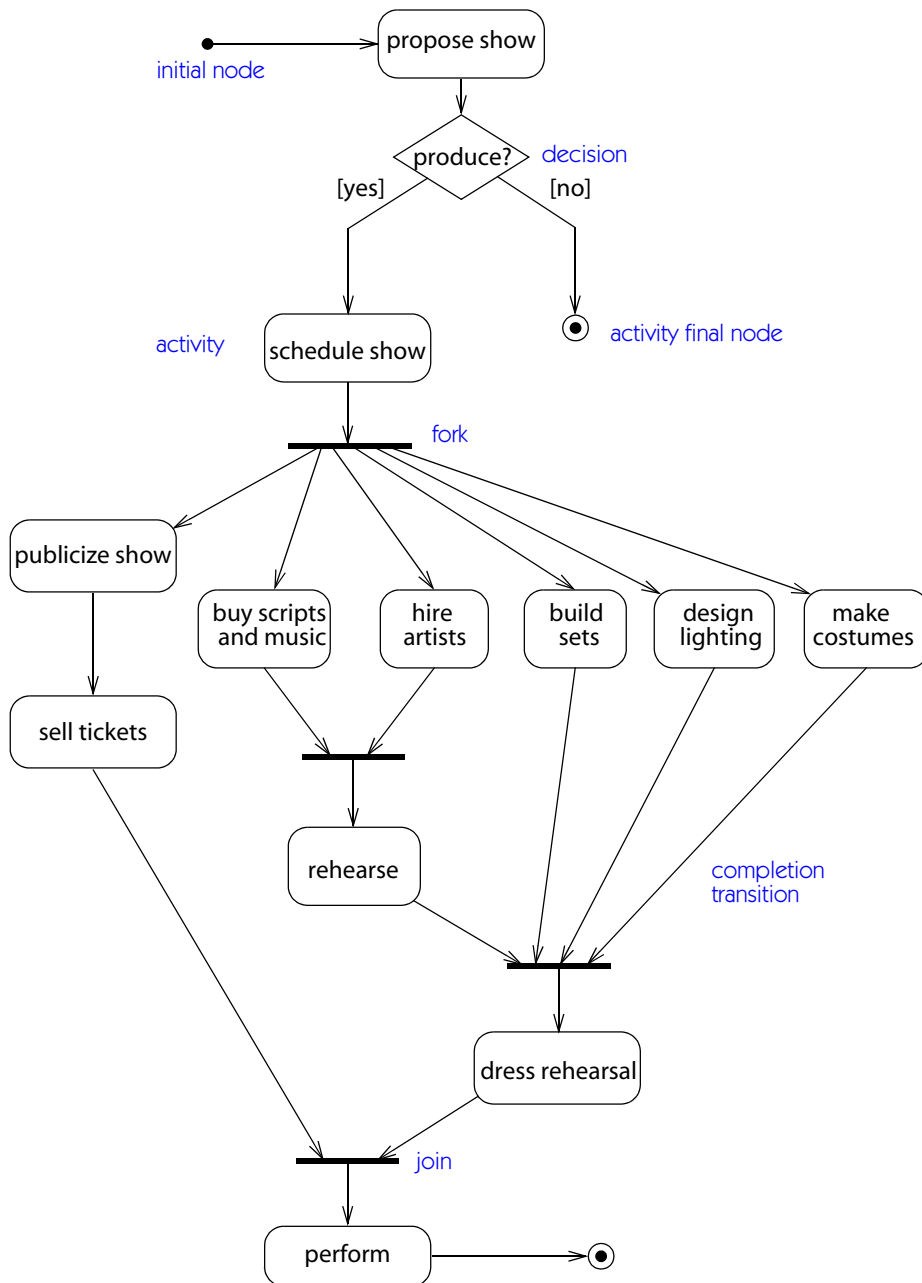 propose show
initial node
produce?
decision
[yes]
[no]
activity
schedule show
activity final node
fork
publicize show
buy scripts
and music
hire
artists
build
sets
design
lighting
make
costumes
sell tickets
rehearse
completion
transition
dress rehearsal
join
perform